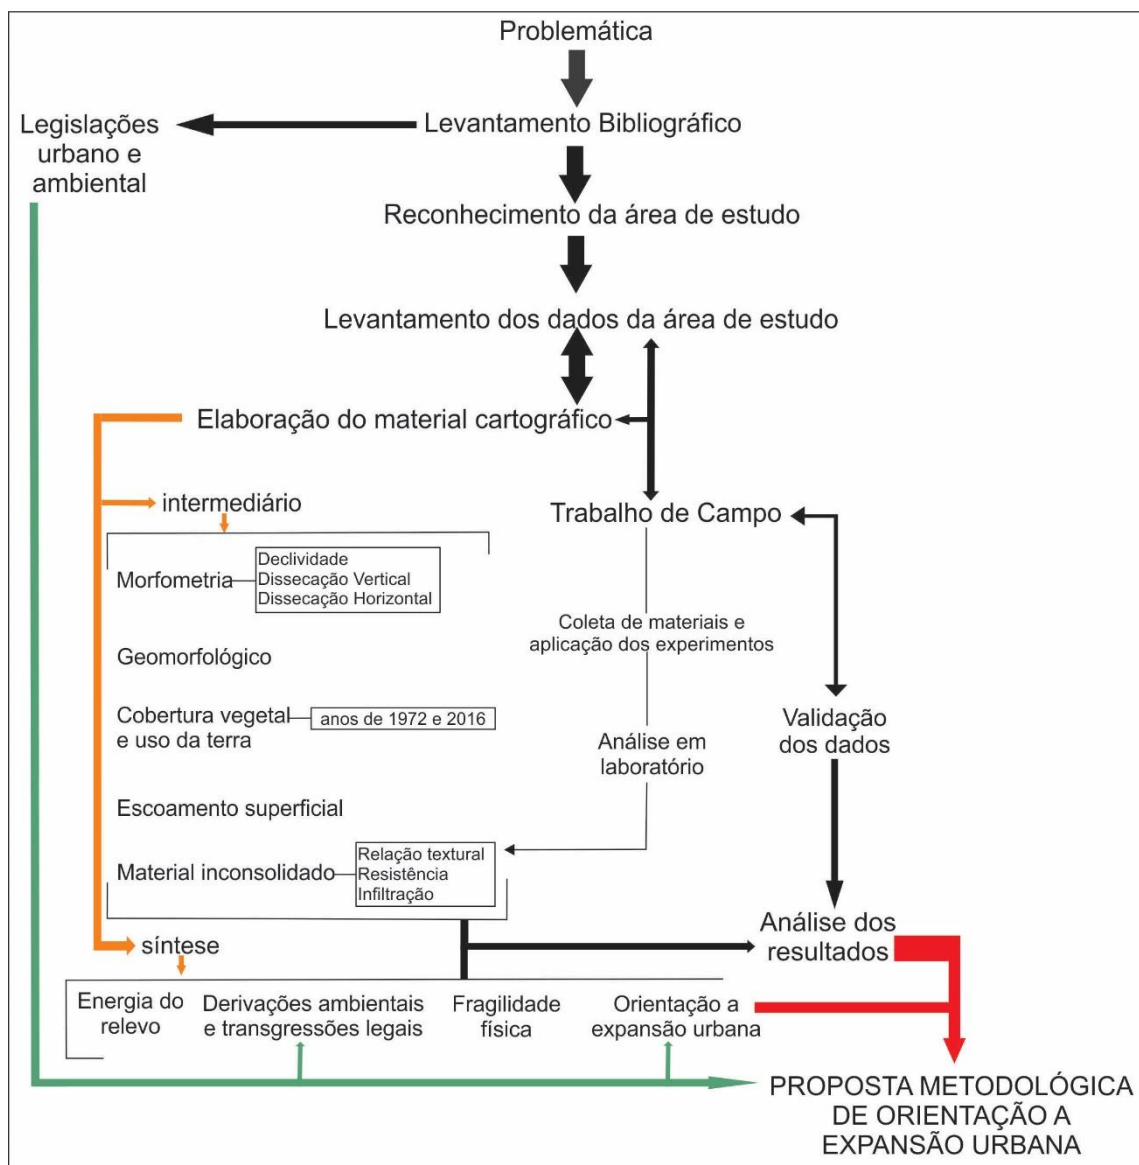 Problemática
Levantamento Bibliográfico
Legislações
urbano e
ambiental
Reconhecimento da área de estudo
Levantamento dos dados da área de estudo
Elaboração do material cartográfico
intermediário
Trabalho de Campo
Morfometria
Declividade
Dissecação Vertical
Dissecação Horizontal
Coleta de materiais e
aplicação dos experimentos
Geomorfológico
Cobertura vegetal
e uso da terra
anos de 1972 e 2016
Validação
dos dados
Análise em
laboratório
Escoamento superficial
Material inconsolidado
Relação textural
Resistência
Infiltração
Análise dos
resultados
síntese
Energia do
relevo
Derivações ambientais
e transgressões legais
Fragilidade
física
Orientação a
expansão urbana
PROPOSTA METODOLÓGICA
DE ORIENTAÇÃO A
EXPANSÃO URBANA